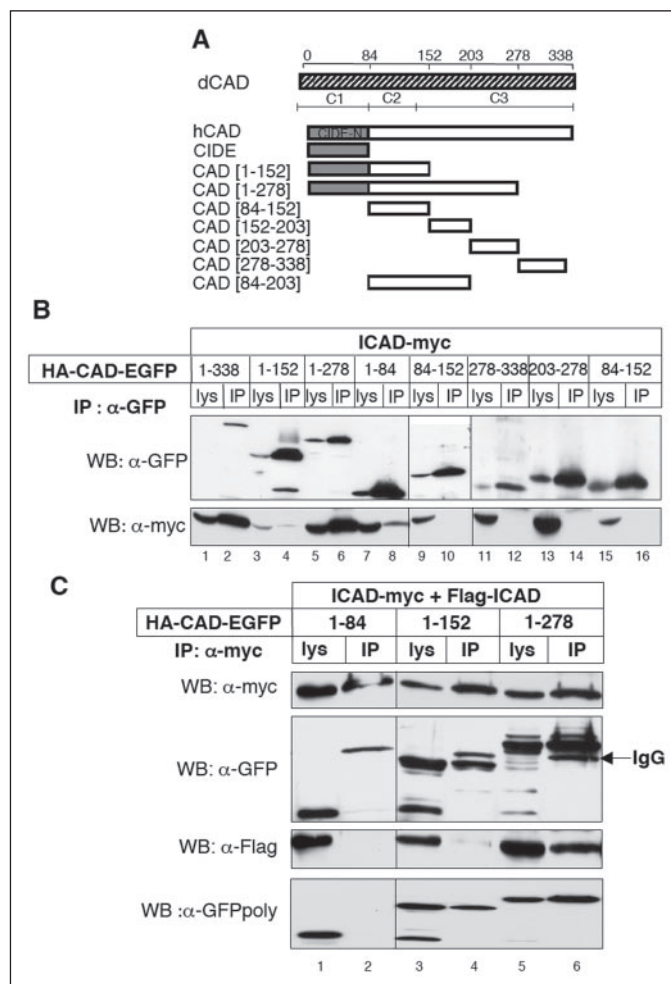 A
0 84 152 203 278 338
dCAD
C1 C2 C3
hCAD CIDE-N
CIDE
CAD [1-152]
CAD [1-278]
CAD [84-152]
CAD [152-203]
CAD [203-278]
CAD [278-338]
CAD [84-203]
B
ICAD-myc
HA-CAD-EGFP 1-338 1-152 1-278 1-84 84-152 278-338 203-278 84-152
IP : α-GFP lys IP lys IP lys IP lys IP lys IP lys IP lys IP lys IP
WB: α-GFP
WB: α-myc
1 2 3 4 5 6 7 8 9 10 11 12 13 14 15 16
C
ICAD-myc + Flag-ICAD
HA-CAD-EGFP 1-84 1-152 1-278
IP: α-myc lys IP lys IP lys IP
WB: α-myc
WB: α-GFP
IgG
WB: α-Flag
WB :α-GFPpoly
1 2 3 4 5 6